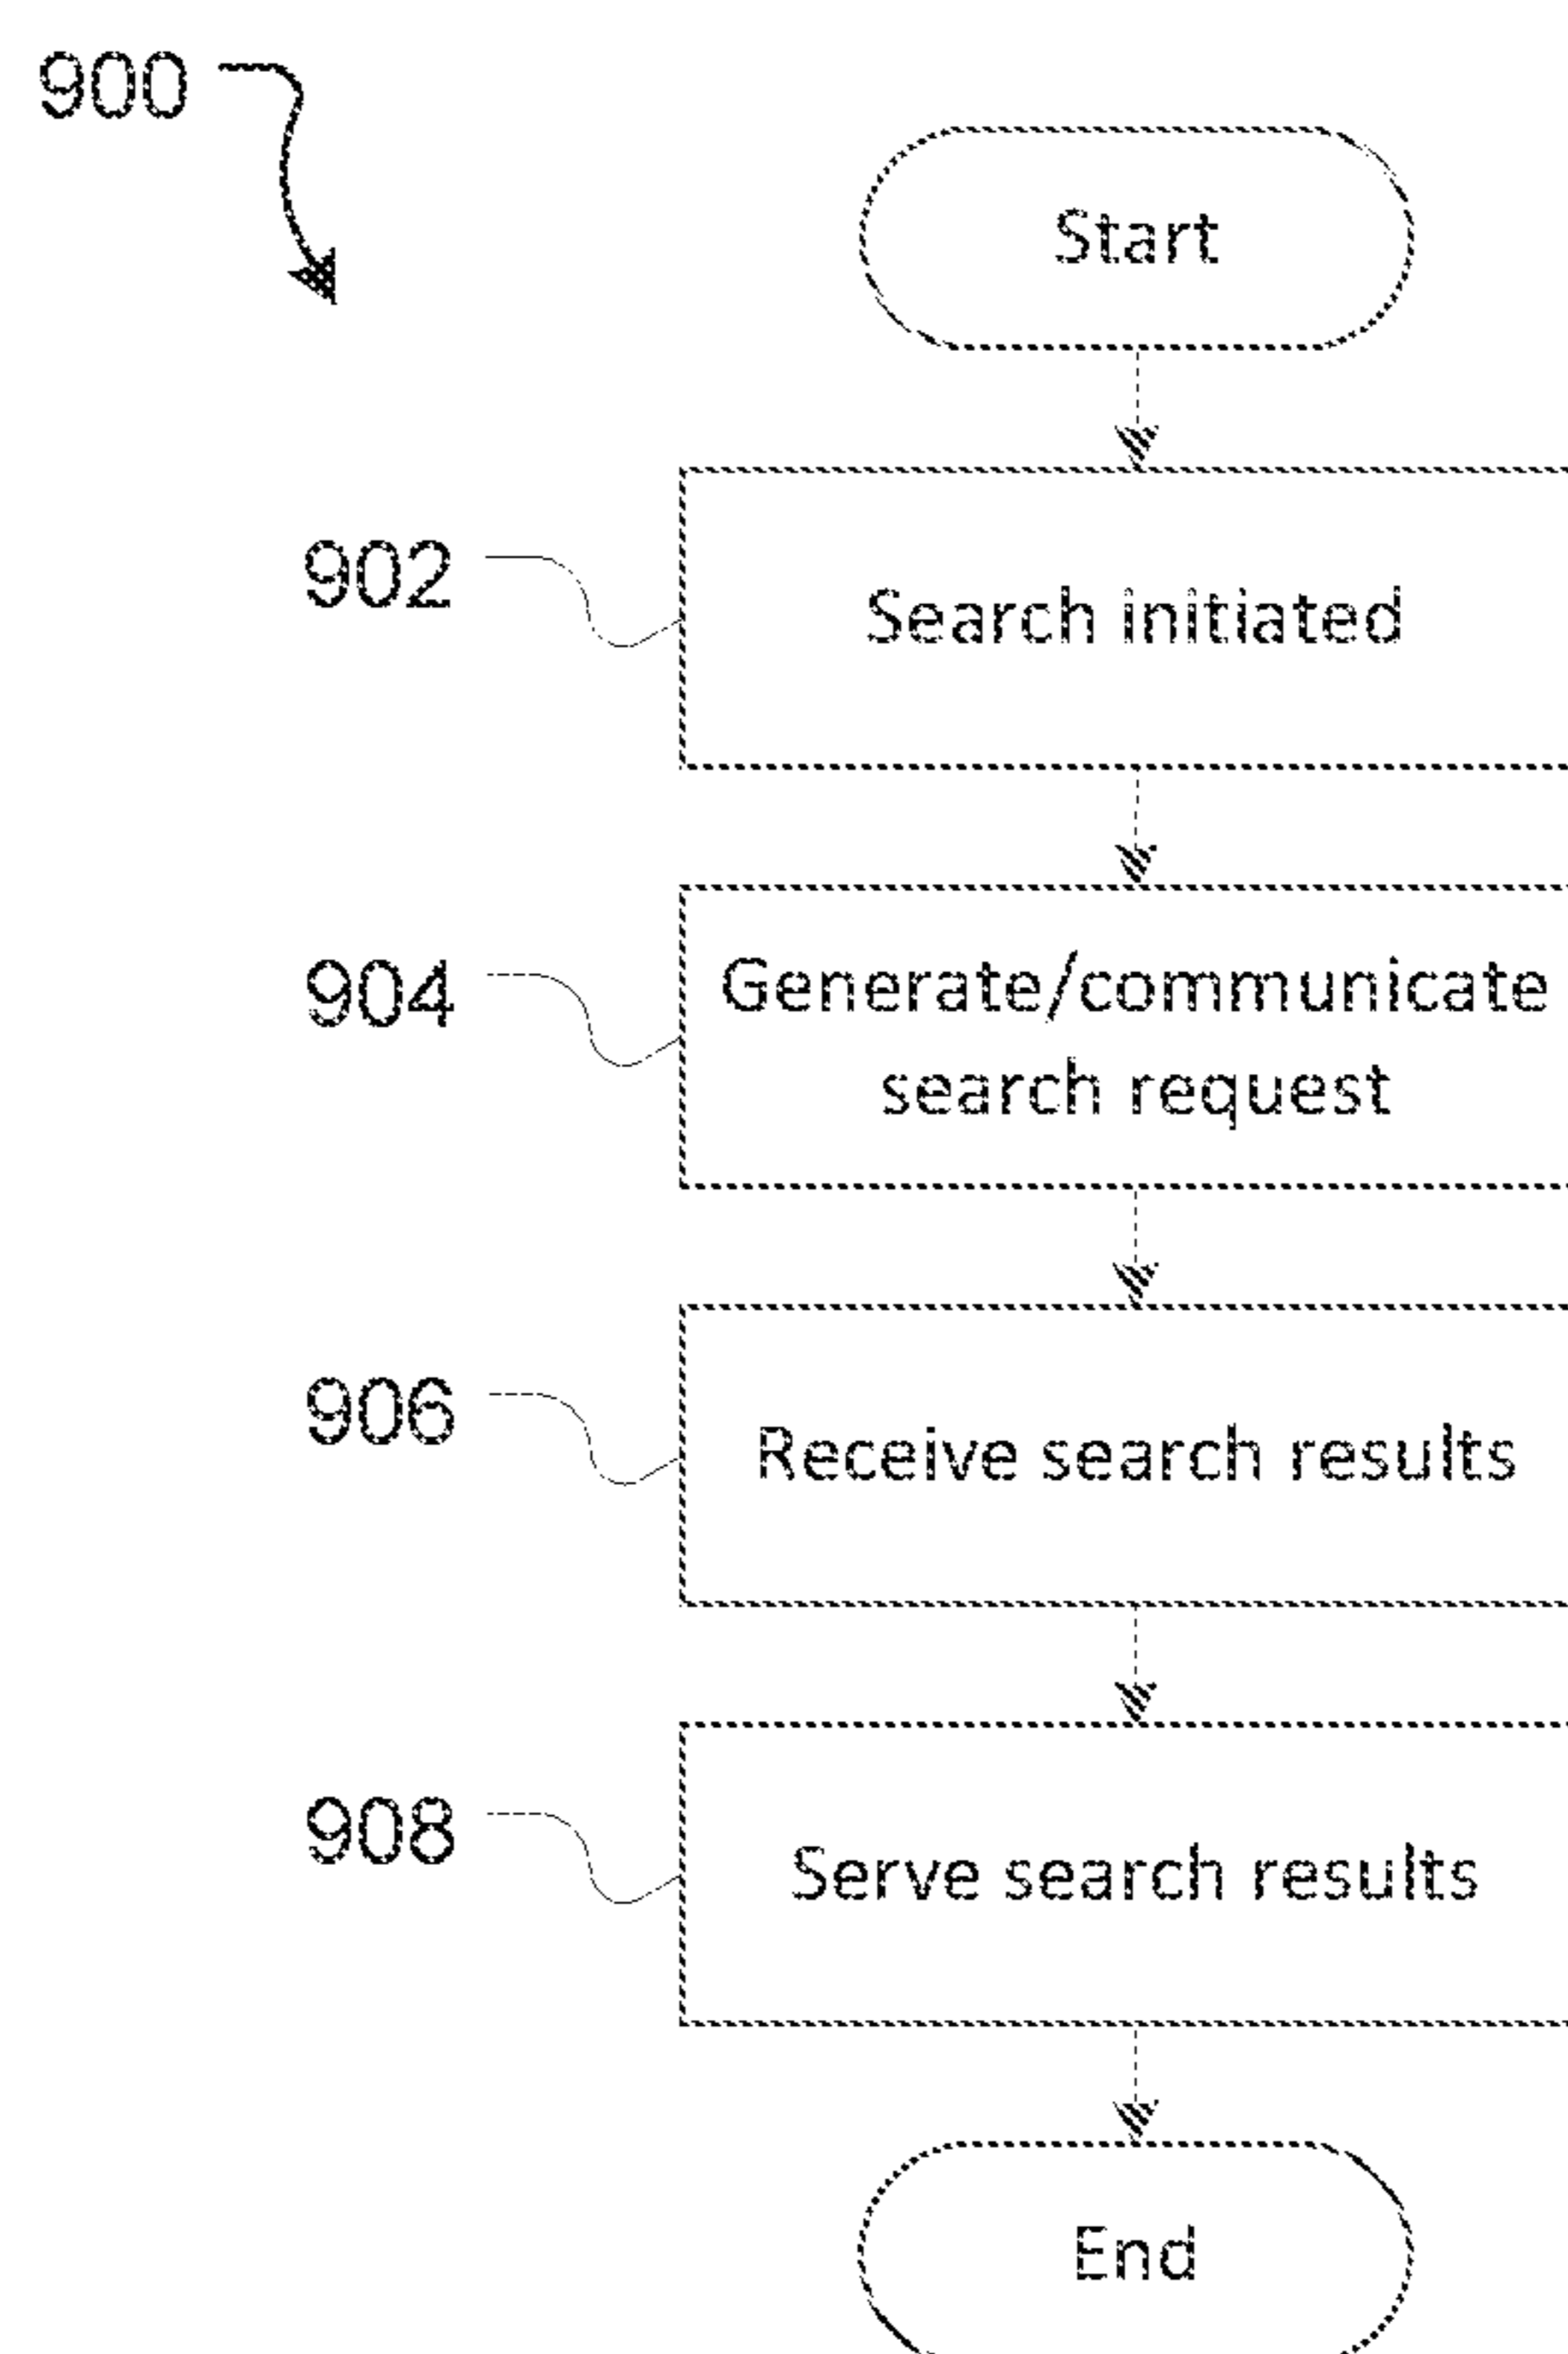 900
Start
902
Search initiated
904
Generate/communicate
search request
906
Receive search results
908
Serve search results
End